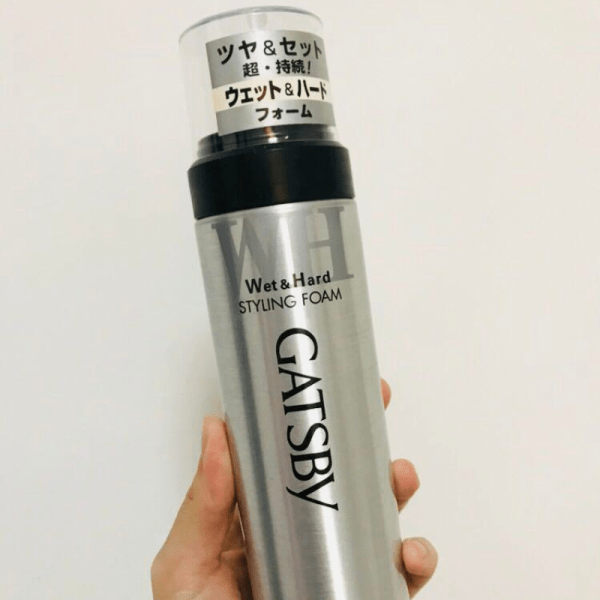 ツヤ&セット
超・持続!
ウェット&ハード
フォーム
WH
Wet&Hard
STYLING FOAM
GATSBY